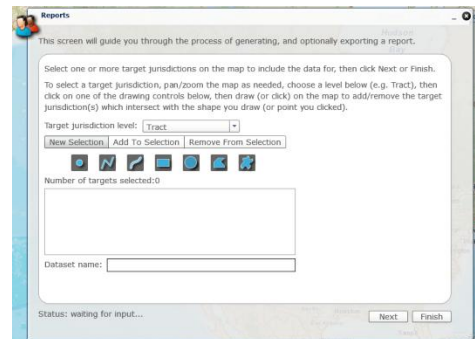 Reports
Hudson
Bay
This screen will guide you through the process of generating, and optionally exporting a report.
Select one or more target jurisdictions on the map to include the data for, then click Next or Finish.
To select a target jurisdiction, pan/zoom the map as needed, choose a level below (e.g. Tract), then
click on one of the drawing controls below, then draw (or click) on the map to add/remove the target
jurisdiction(s) which intersect with the shape you draw (or point you clicked).
Target jurisdiction level: Tract
New Selection Add To Selection Remove From Selection
Number of targets selected:0
Dataset name:
Status: waiting for input...
Next Finish